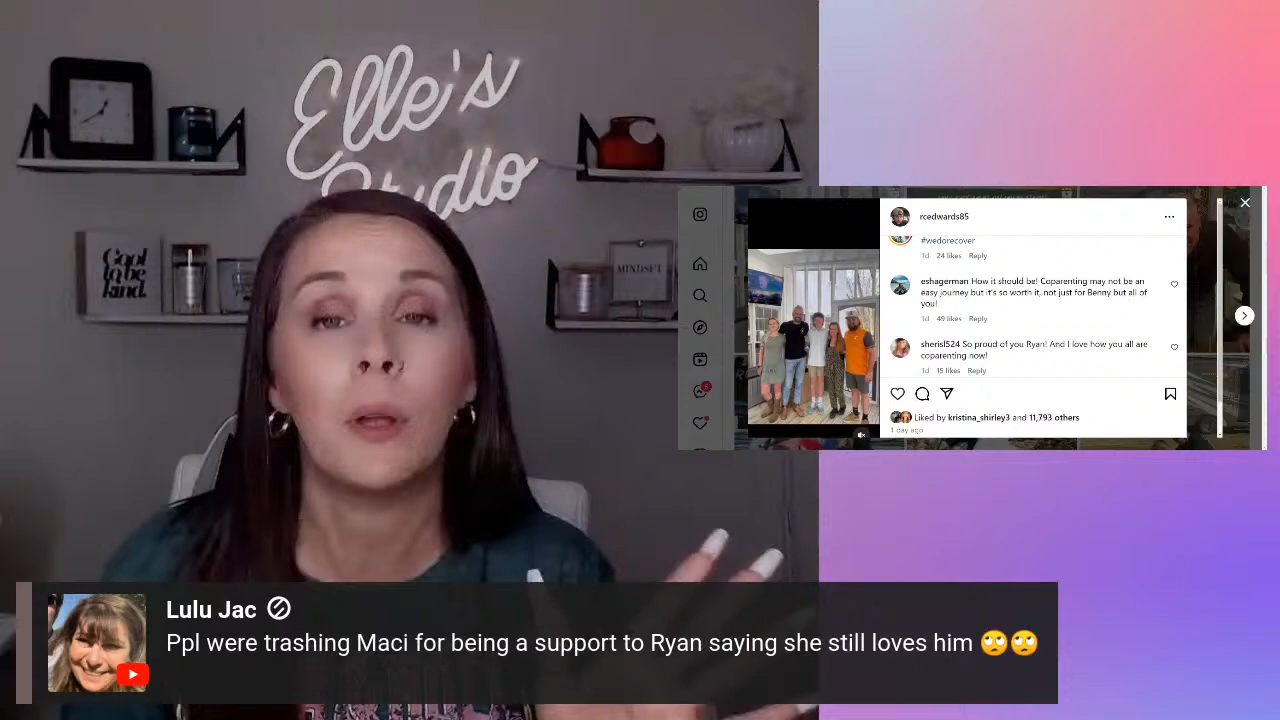 Elle's
Studio
Cool
to be
kind.
MINDSET
rcedwards85
#wedorecover
1d 24 likes Reply
eshagerman How it should be! Coparenting may not be an
easy journey but it's so worth it, not just for Benny but all of
you!
1d 49 likes Reply
sherisl524 So proud of you Ryan! And I love how you all are
coparenting now!
1d 15 likes Reply
Liked by kristina_shirley3 and 11,793 others
1 day ago
Lulu Jac
Ppl were trashing Maci for being a support to Ryan saying she still loves him 🙄🙄